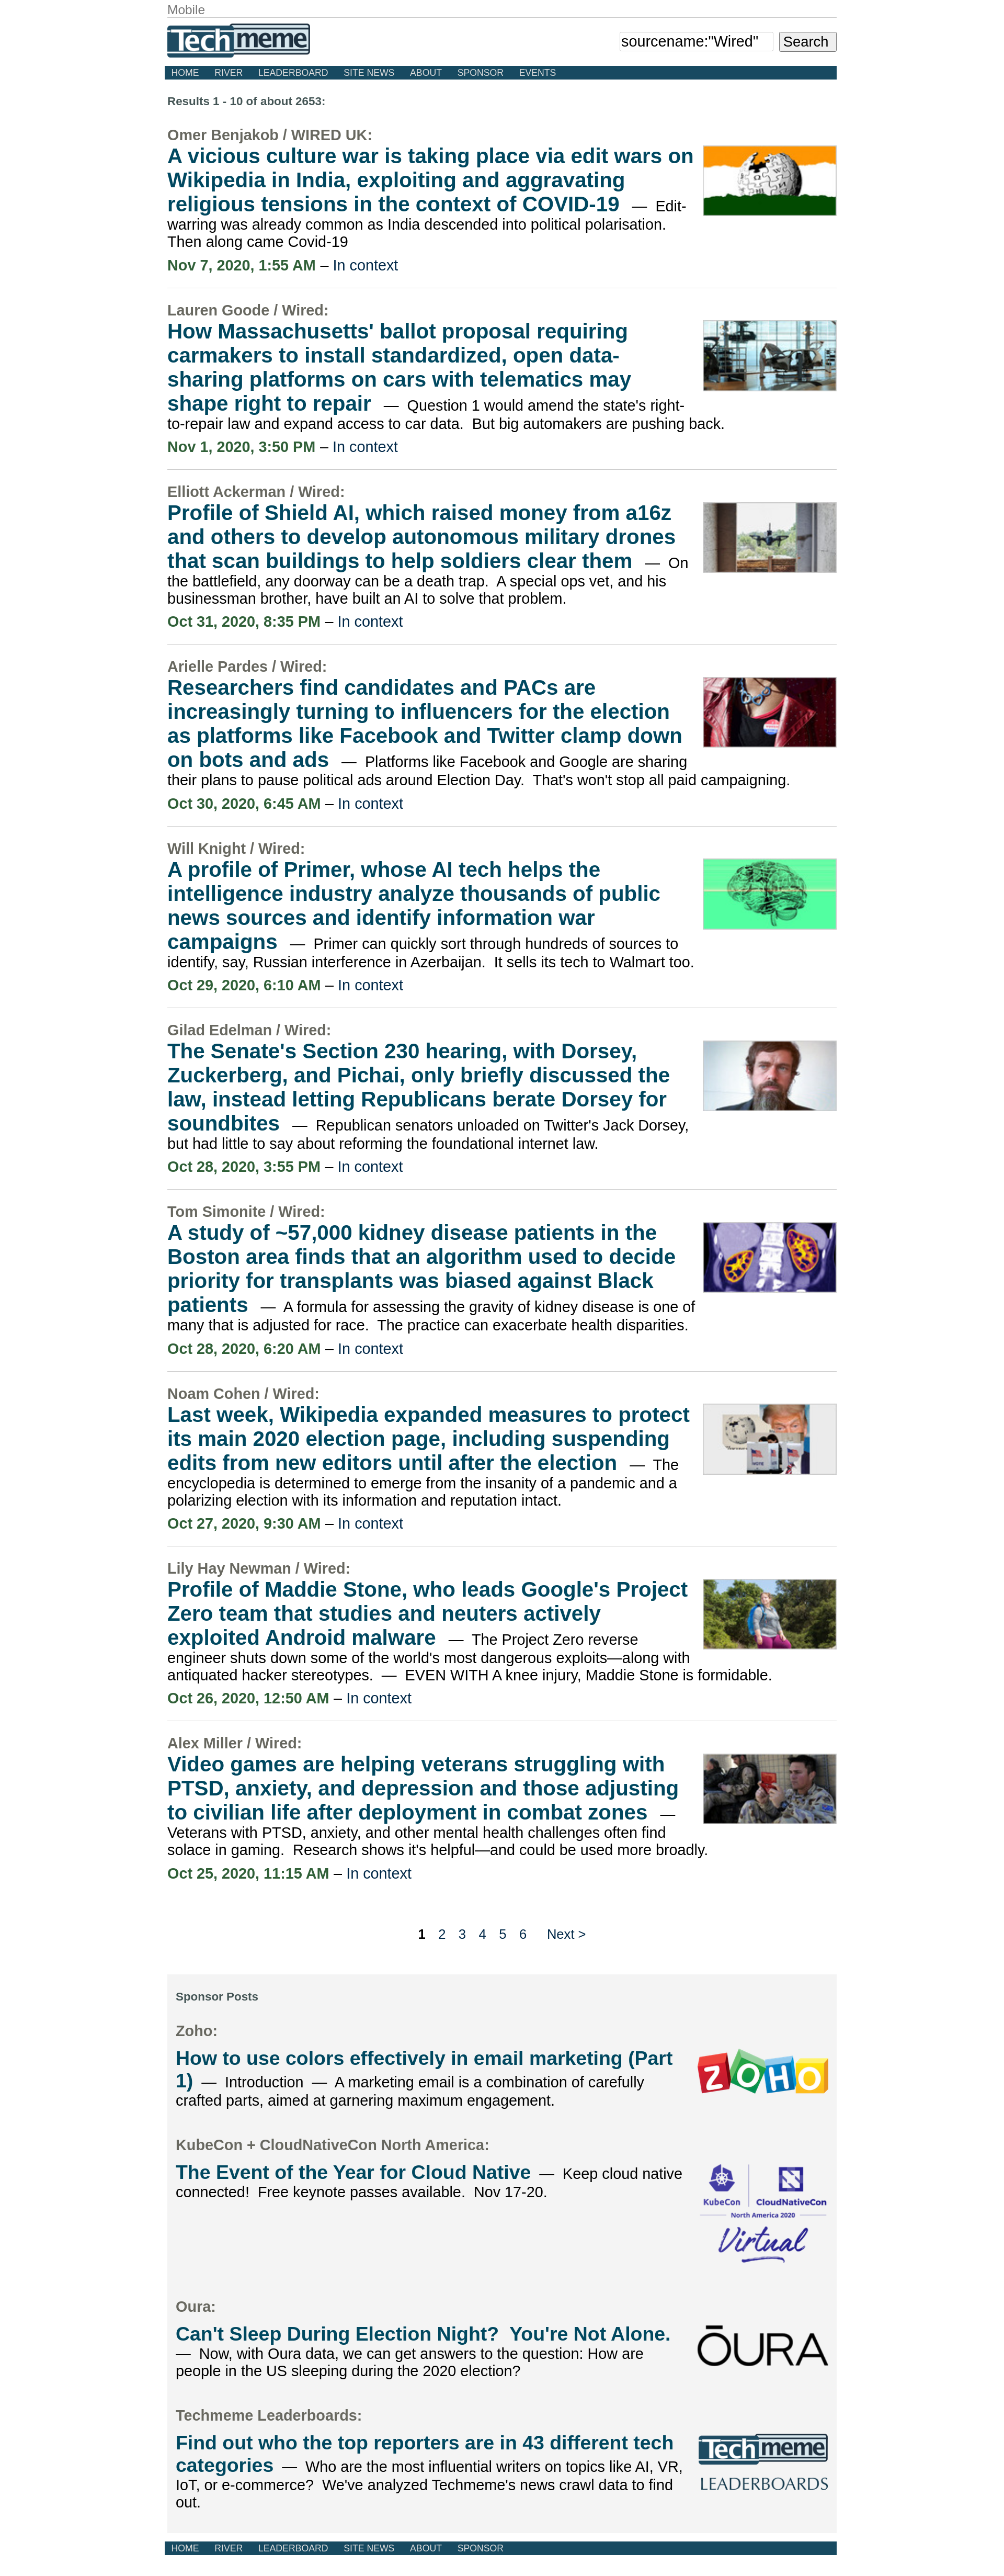 Mobile
Techmeme
sourcename:"Wired" Search
HOME RIVER LEADERBOARD SITE NEWS ABOUT SPONSOR EVENTS
Results 1 - 10 of about 2653:
Omer Benjakob / WIRED UK:
A vicious culture war is taking place via edit wars on
Wikipedia in India, exploiting and aggravating
religious tensions in the context of COVID-19 — Edit-
warring was already common as India descended into political polarisation.
Then along came Covid-19
Nov 7, 2020, 1:55 AM – In context
Lauren Goode / Wired:
How Massachusetts' ballot proposal requiring
carmakers to install standardized, open data-
sharing platforms on cars with telematics may
shape right to repair — Question 1 would amend the state's right-
to-repair law and expand access to car data. But big automakers are pushing back.
Nov 1, 2020, 3:50 PM – In context
Elliott Ackerman / Wired:
Profile of Shield AI, which raised money from a16z
and others to develop autonomous military drones
that scan buildings to help soldiers clear them — On
the battlefield, any doorway can be a death trap. A special ops vet, and his
businessman brother, have built an AI to solve that problem.
Oct 31, 2020, 8:35 PM – In context
Arielle Pardes / Wired:
Researchers find candidates and PACs are
increasingly turning to influencers for the election
as platforms like Facebook and Twitter clamp down
on bots and ads — Platforms like Facebook and Google are sharing
their plans to pause political ads around Election Day. That's won't stop all paid campaigning.
Oct 30, 2020, 6:45 AM – In context
Will Knight / Wired:
A profile of Primer, whose AI tech helps the
intelligence industry analyze thousands of public
news sources and identify information war
campaigns — Primer can quickly sort through hundreds of sources to
identify, say, Russian interference in Azerbaijan. It sells its tech to Walmart too.
Oct 29, 2020, 6:10 AM – In context
Gilad Edelman / Wired:
The Senate's Section 230 hearing, with Dorsey,
Zuckerberg, and Pichai, only briefly discussed the
law, instead letting Republicans berate Dorsey for
soundbites — Republican senators unloaded on Twitter's Jack Dorsey,
but had little to say about reforming the foundational internet law.
Oct 28, 2020, 3:55 PM – In context
Tom Simonite / Wired:
A study of ~57,000 kidney disease patients in the
Boston area finds that an algorithm used to decide
priority for transplants was biased against Black
patients — A formula for assessing the gravity of kidney disease is one of
many that is adjusted for race. The practice can exacerbate health disparities.
Oct 28, 2020, 6:20 AM – In context
Noam Cohen / Wired:
Last week, Wikipedia expanded measures to protect
its main 2020 election page, including suspending
edits from new editors until after the election — The
encyclopedia is determined to emerge from the insanity of a pandemic and a
polarizing election with its information and reputation intact.
Oct 27, 2020, 9:30 AM – In context
Lily Hay Newman / Wired:
Profile of Maddie Stone, who leads Google's Project
Zero team that studies and neuters actively
exploited Android malware — The Project Zero reverse
engineer shuts down some of the world's most dangerous exploits—along with
antiquated hacker stereotypes. — EVEN WITH A knee injury, Maddie Stone is formidable.
Oct 26, 2020, 12:50 AM – In context
Alex Miller / Wired:
Video games are helping veterans struggling with
PTSD, anxiety, and depression and those adjusting
to civilian life after deployment in combat zones —
Veterans with PTSD, anxiety, and other mental health challenges often find
solace in gaming. Research shows it's helpful—and could be used more broadly.
Oct 25, 2020, 11:15 AM – In context
1 2 3 4 5 6 Next >
Sponsor Posts
Zoho:
How to use colors effectively in email marketing (Part
1) — Introduction — A marketing email is a combination of carefully
crafted parts, aimed at garnering maximum engagement.
ZOHO
KubeCon + CloudNativeCon North America:
The Event of the Year for Cloud Native — Keep cloud native
connected! Free keynote passes available. Nov 17-20.
KubeCon CloudNativeCon
North America 2020
Virtual
Oura:
Can't Sleep During Election Night? You're Not Alone.
— Now, with Oura data, we can get answers to the question: How are
people in the US sleeping during the 2020 election?
ŌURA
Techmeme Leaderboards:
Find out who the top reporters are in 43 different tech
categories — Who are the most influential writers on topics like AI, VR,
IoT, or e-commerce? We've analyzed Techmeme's news crawl data to find
out.
Techmeme
LEADERBOARDS
HOME RIVER LEADERBOARD SITE NEWS ABOUT SPONSOR